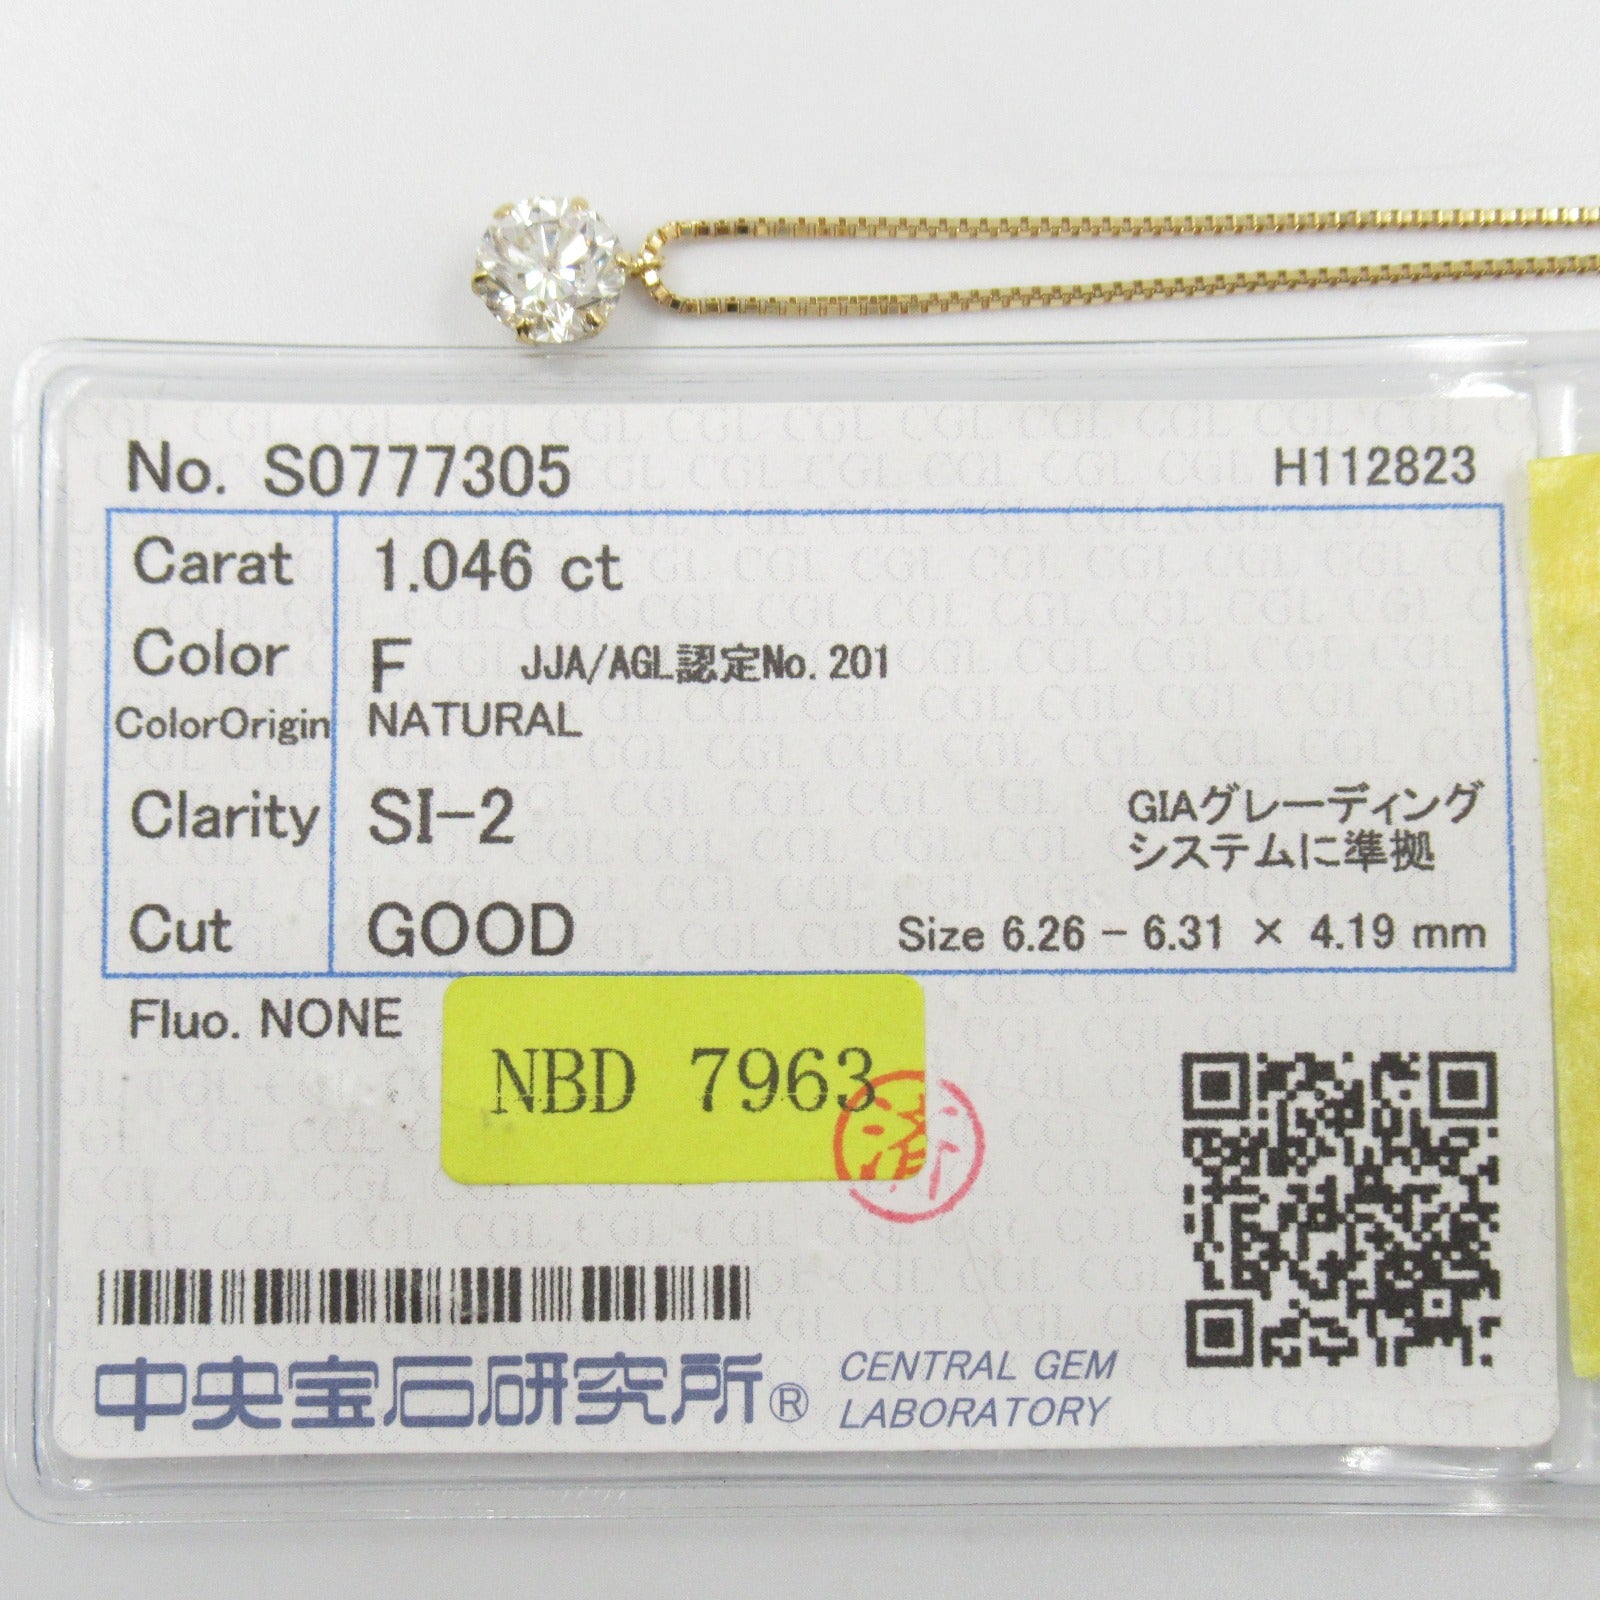 No. S0777305 H112823
Carat 1.046 ct
Color F JJA/AGL認定No. 201
ColorOrigin NATURAL
Clarity SI-2 GIAグレーディング
システムに準拠
Cut GOOD Size 6.26 - 6.31 × 4.19 mm
Fluo. NONE
NBD 7963
済
中央宝石研究所® CENTRAL GEM
LABORATORY